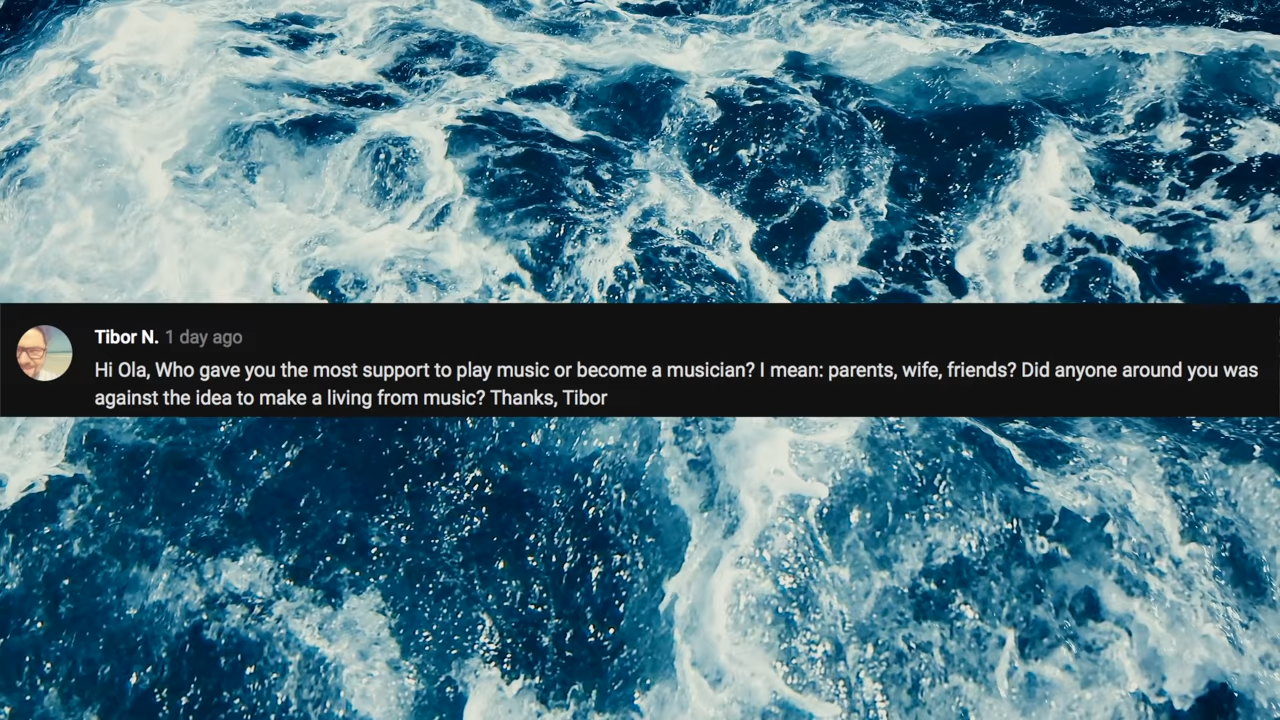 Tibor N. 1 day ago
Hi Ola, Who gave you the most support to play music or become a musician? I mean: parents, wife, friends? Did anyone around you was
against the idea to make a living from music? Thanks, Tibor